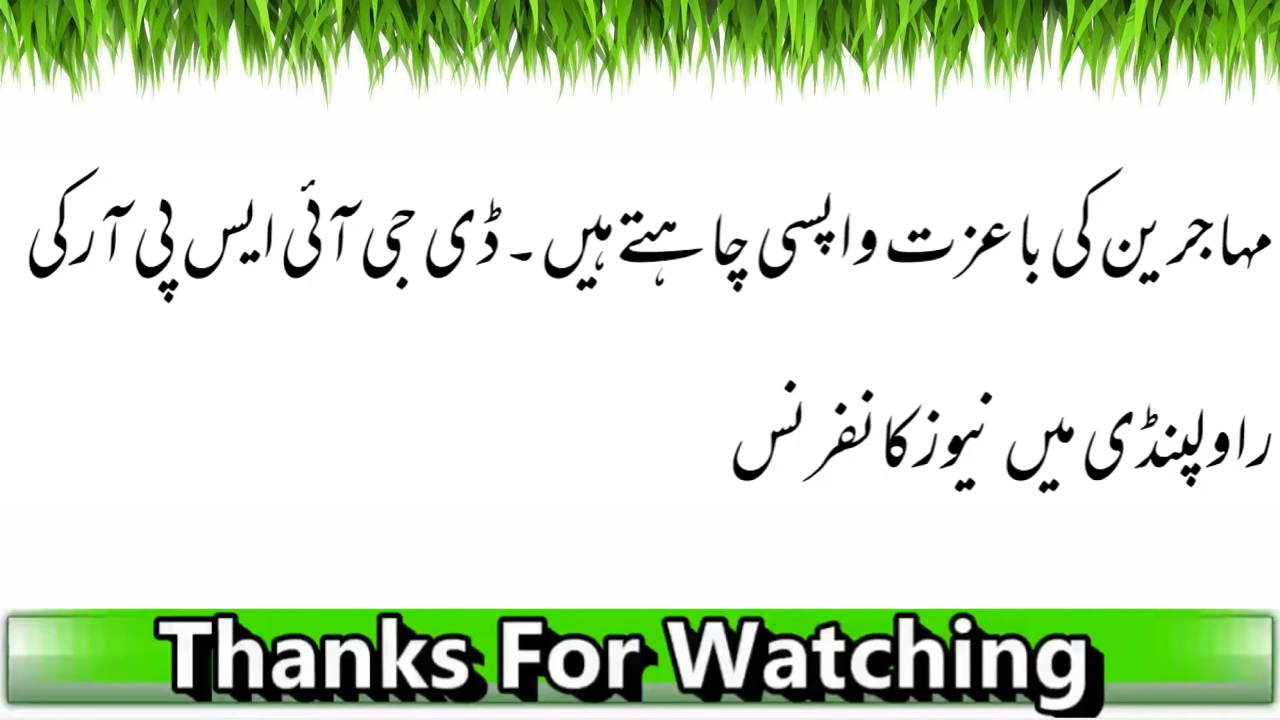 مہاجرین کی باعزت واپسی چاہتے ہیں۔ ڈی جی آئی ایس پی آر کی
راولپنڈی میں نیوز کانفرنس
Thanks For Watching